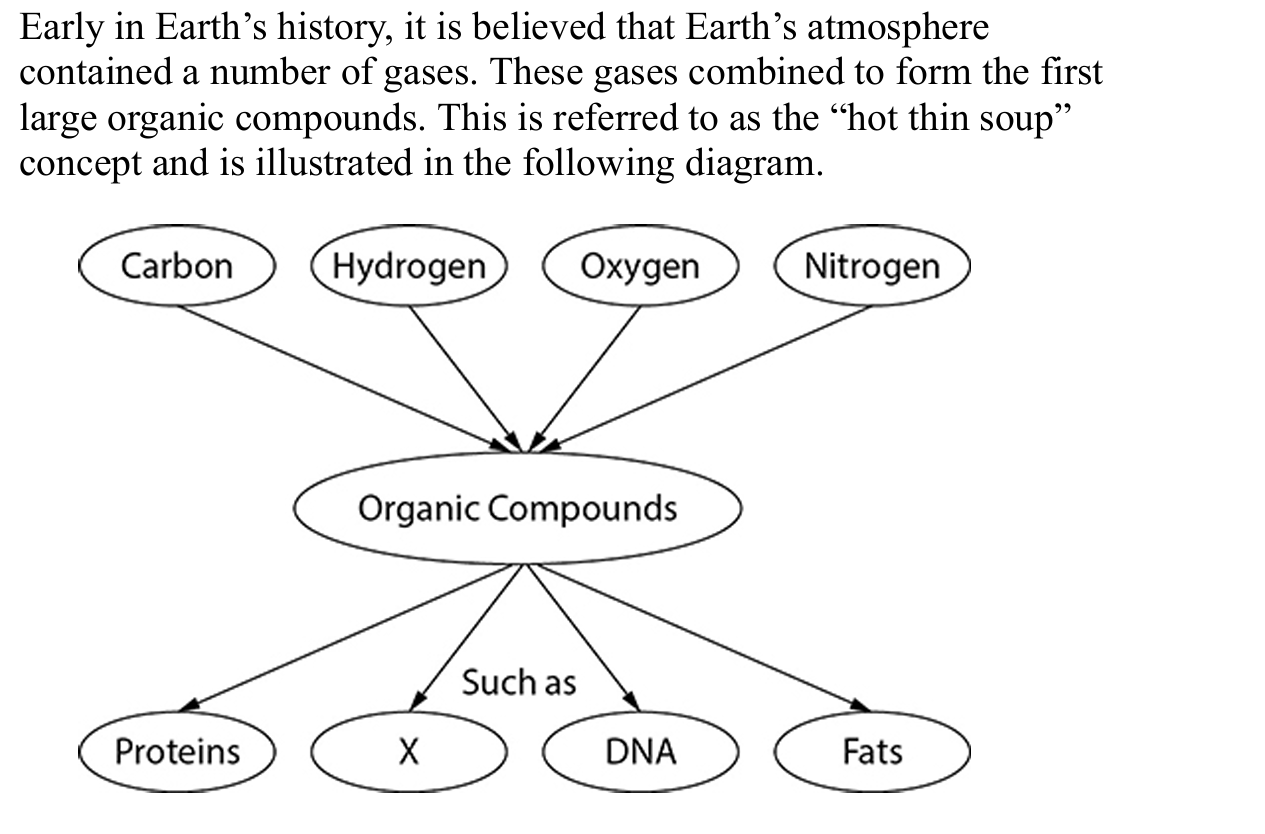 Early in Earth’s history, it is believed that Earth’s atmosphere
contained a number of gases. These gases combined to form the first
large organic compounds. This is referred to as the “hot thin soup”
concept and is illustrated in the following diagram.
Carbon
Hydrogen
Oxygen
Nitrogen
Organic Compounds
Such as
Proteins
X
DNA
Fats